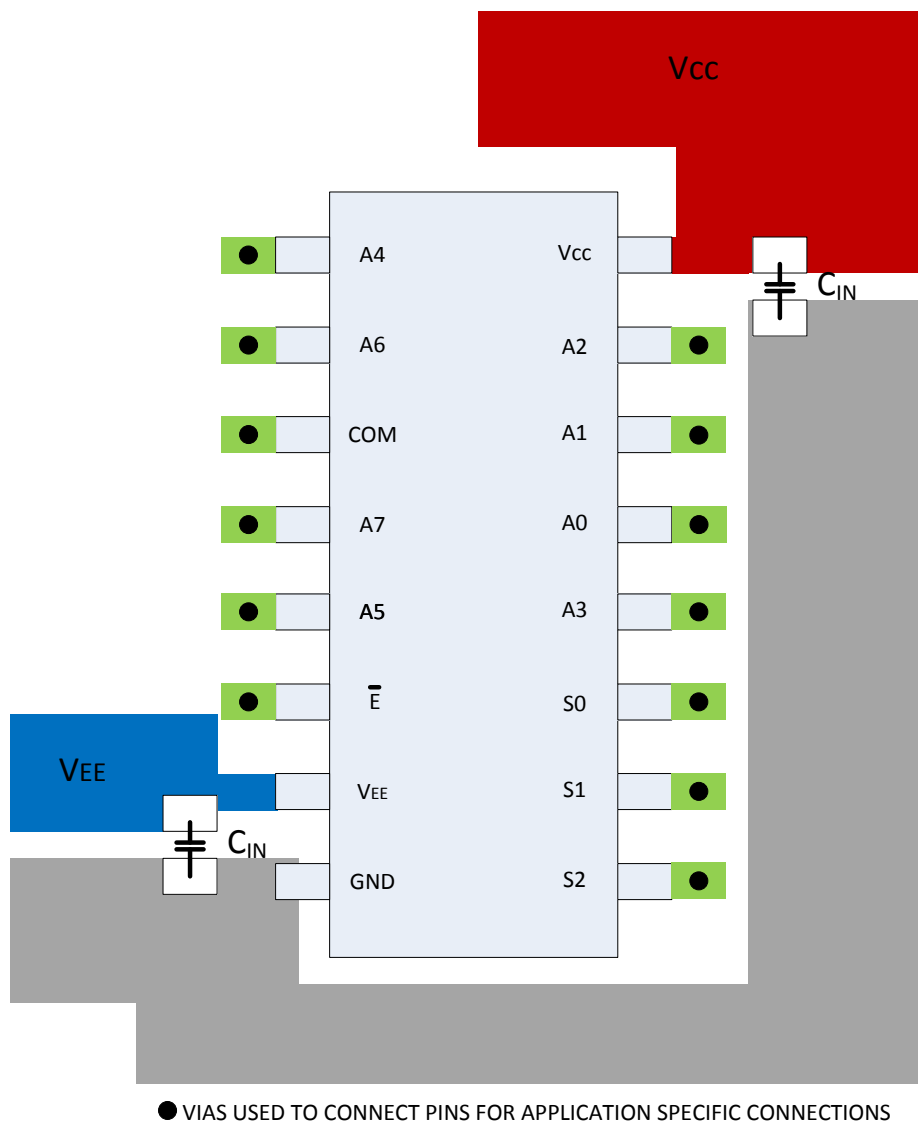 Vcc
A4
Vcc
CIN
A6
A2
COM
A1
A7
A0
A5
A3
E̅
S0
VEE
VEE
S1
CIN
GND
S2
VIAS USED TO CONNECT PINS FOR APPLICATION SPECIFIC CONNECTIONS